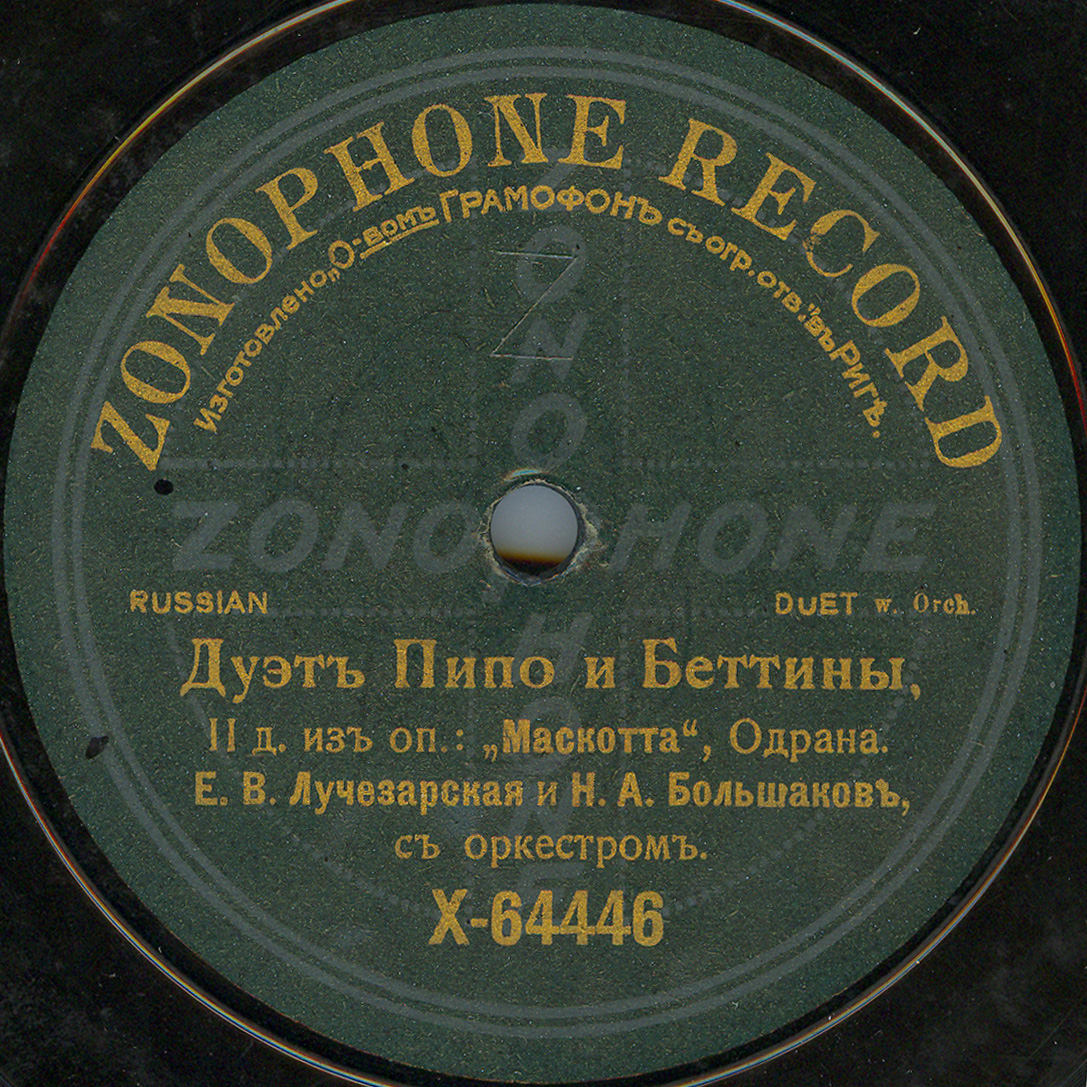 ZONOPHONE RECORD
Изготовлено „О-вомъ ГРАМОФОНЪ съ огр. отв.“ въ Ригѣ.
Z
ZONOPHONE
ZONOPHONE
RUSSIAN
DUET w. Orch.
Дуэтъ Пипо и Беттины,
II д. изъ оп.: „Маскотта“, Одрана.
Е. В. Лучезарская и Н. А. Большаковъ,
съ оркестромъ.
X-64446